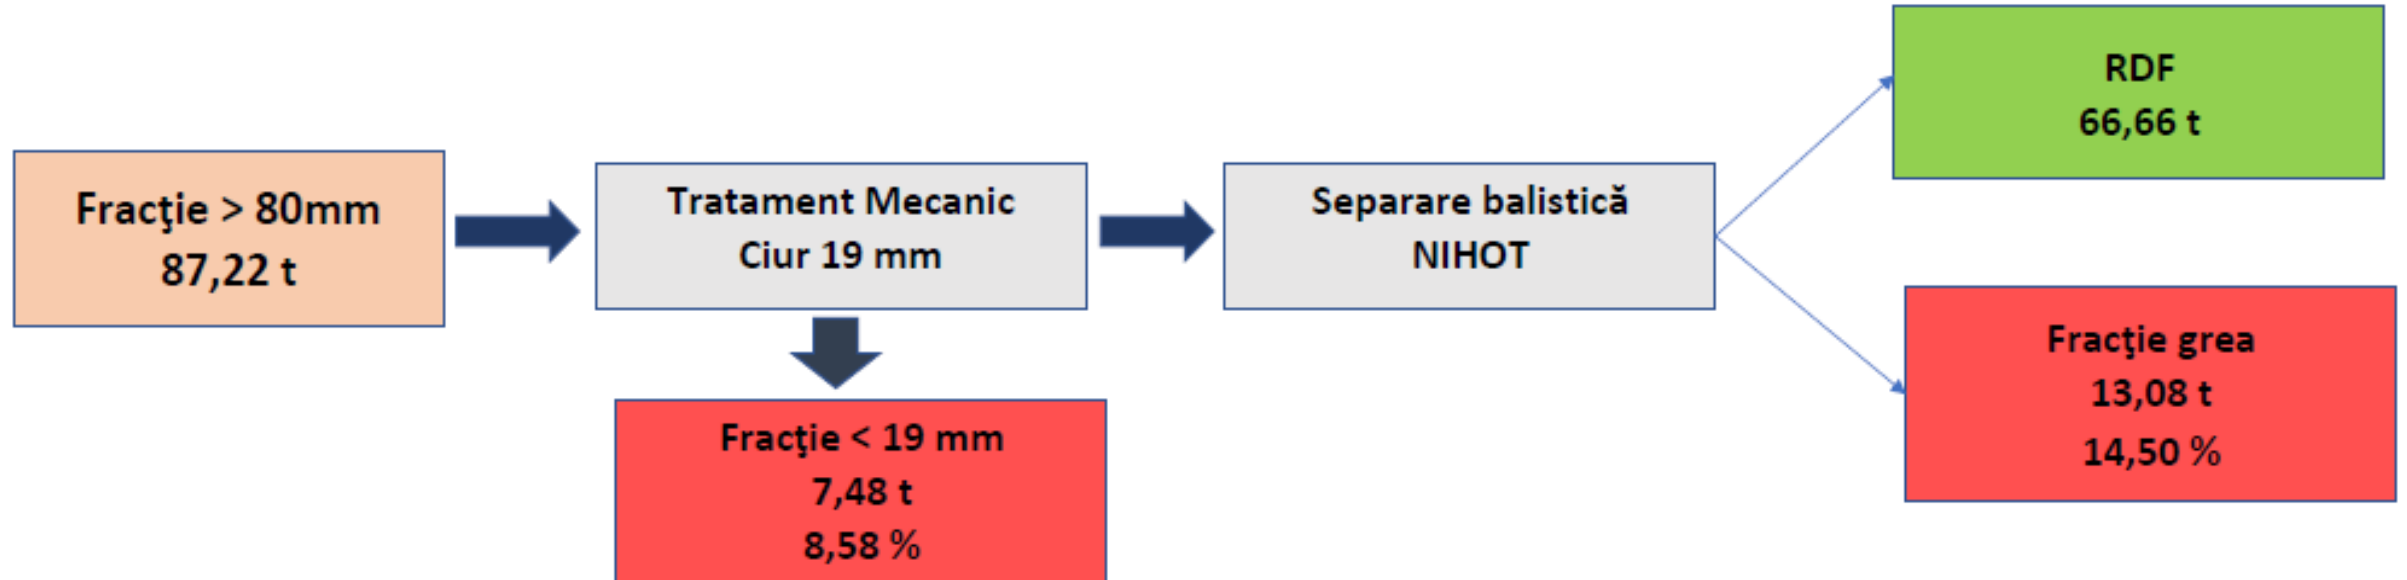 Fracţie > 80mm
87,22 t
Tratament Mecanic
Ciur 19 mm
Fracţie < 19 mm
7,48 t
8,58 %
Separare balistică
NIHOT
RDF
66,66 t
Fracţie grea
13,08 t
14,50 %